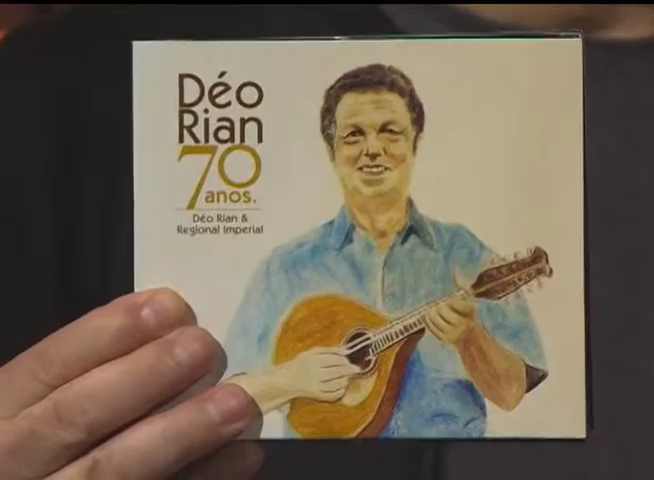 Déo
Rian
70
anos.
Déo Rian &
Regional Imperial